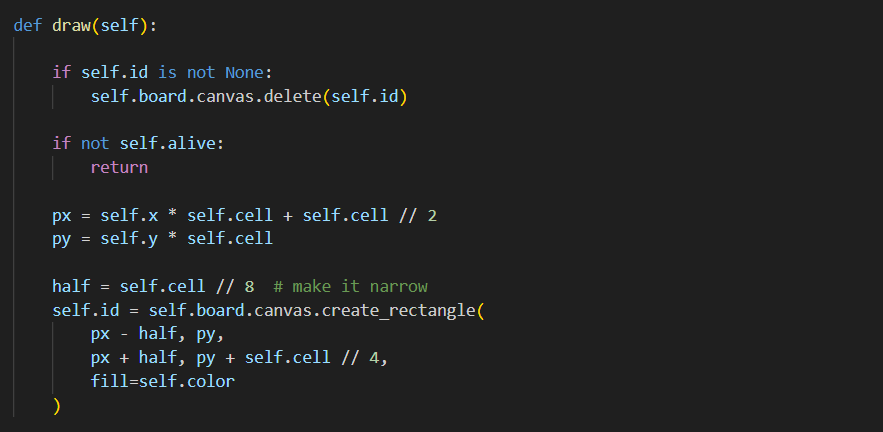 def draw(self):
if self.id is not None:
self.board.canvas.delete(self.id)
if not self.alive:
return
px = self.x * self.cell + self.cell // 2
py = self.y * self.cell
half = self.cell // 8  # make it narrow
self.id = self.board.canvas.create_rectangle(
px - half, py,
px + half, py + self.cell // 4,
fill=self.color
)